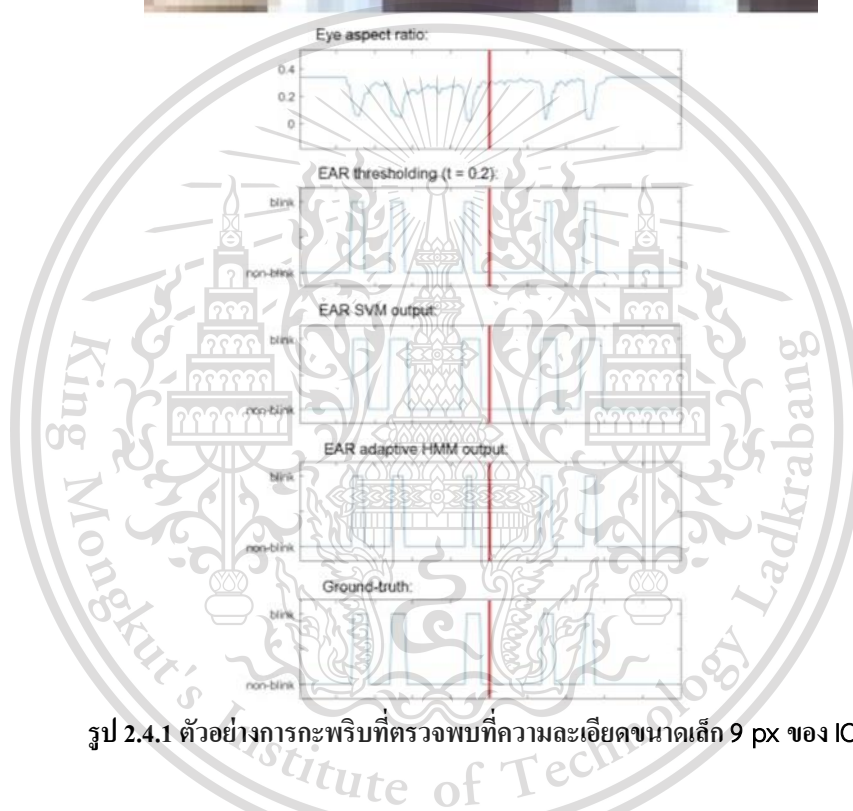 Eye aspect ratio:
0.4
0.2
0
EAR thresholding (t = 0.2):
blink
non-blink
EAR SVM output:
blink
non-blink
EAR adaptive HMM output:
blink
non-blink
Ground-truth:
blink
non-blink
King Mongkut's Institute of Technology Ladkrabang
รูป 2.4.1 ตัวอย่างการกะพริบที่ตรวจพบที่ความละเอียดขนาดเล็ก 9 px ของ